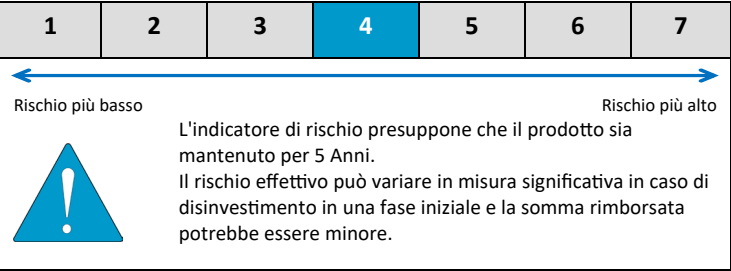 1 2 3 4 5 6 7
Rischio più basso Rischio più alto
L'indicatore di rischio presuppone che il prodotto sia
mantenuto per 5 Anni.
Il rischio effettivo può variare in misura significativa in caso di
disinvestimento in una fase iniziale e la somma rimborsata
potrebbe essere minore.